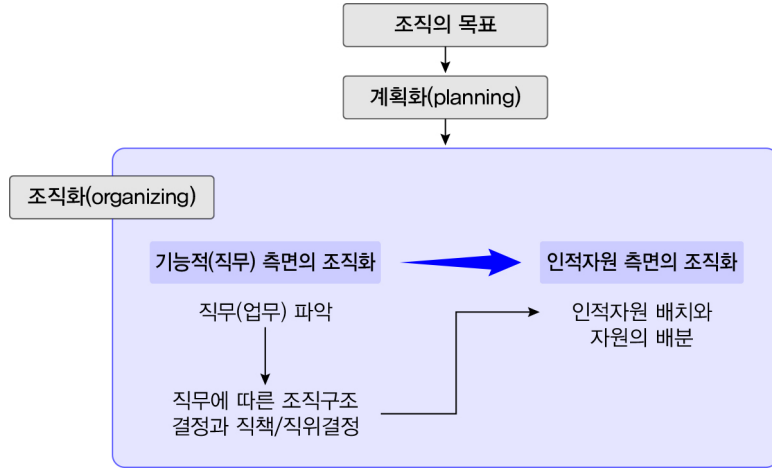 조직의 목표
계획화(planning)
조직화(organizing)
기능적(직무) 측면의 조직화
인적자원 측면의 조직화
직무(업무) 파악
인적자원 배치와
자원의 배분
직무에 따른 조직구조
결정과 직책/직위결정